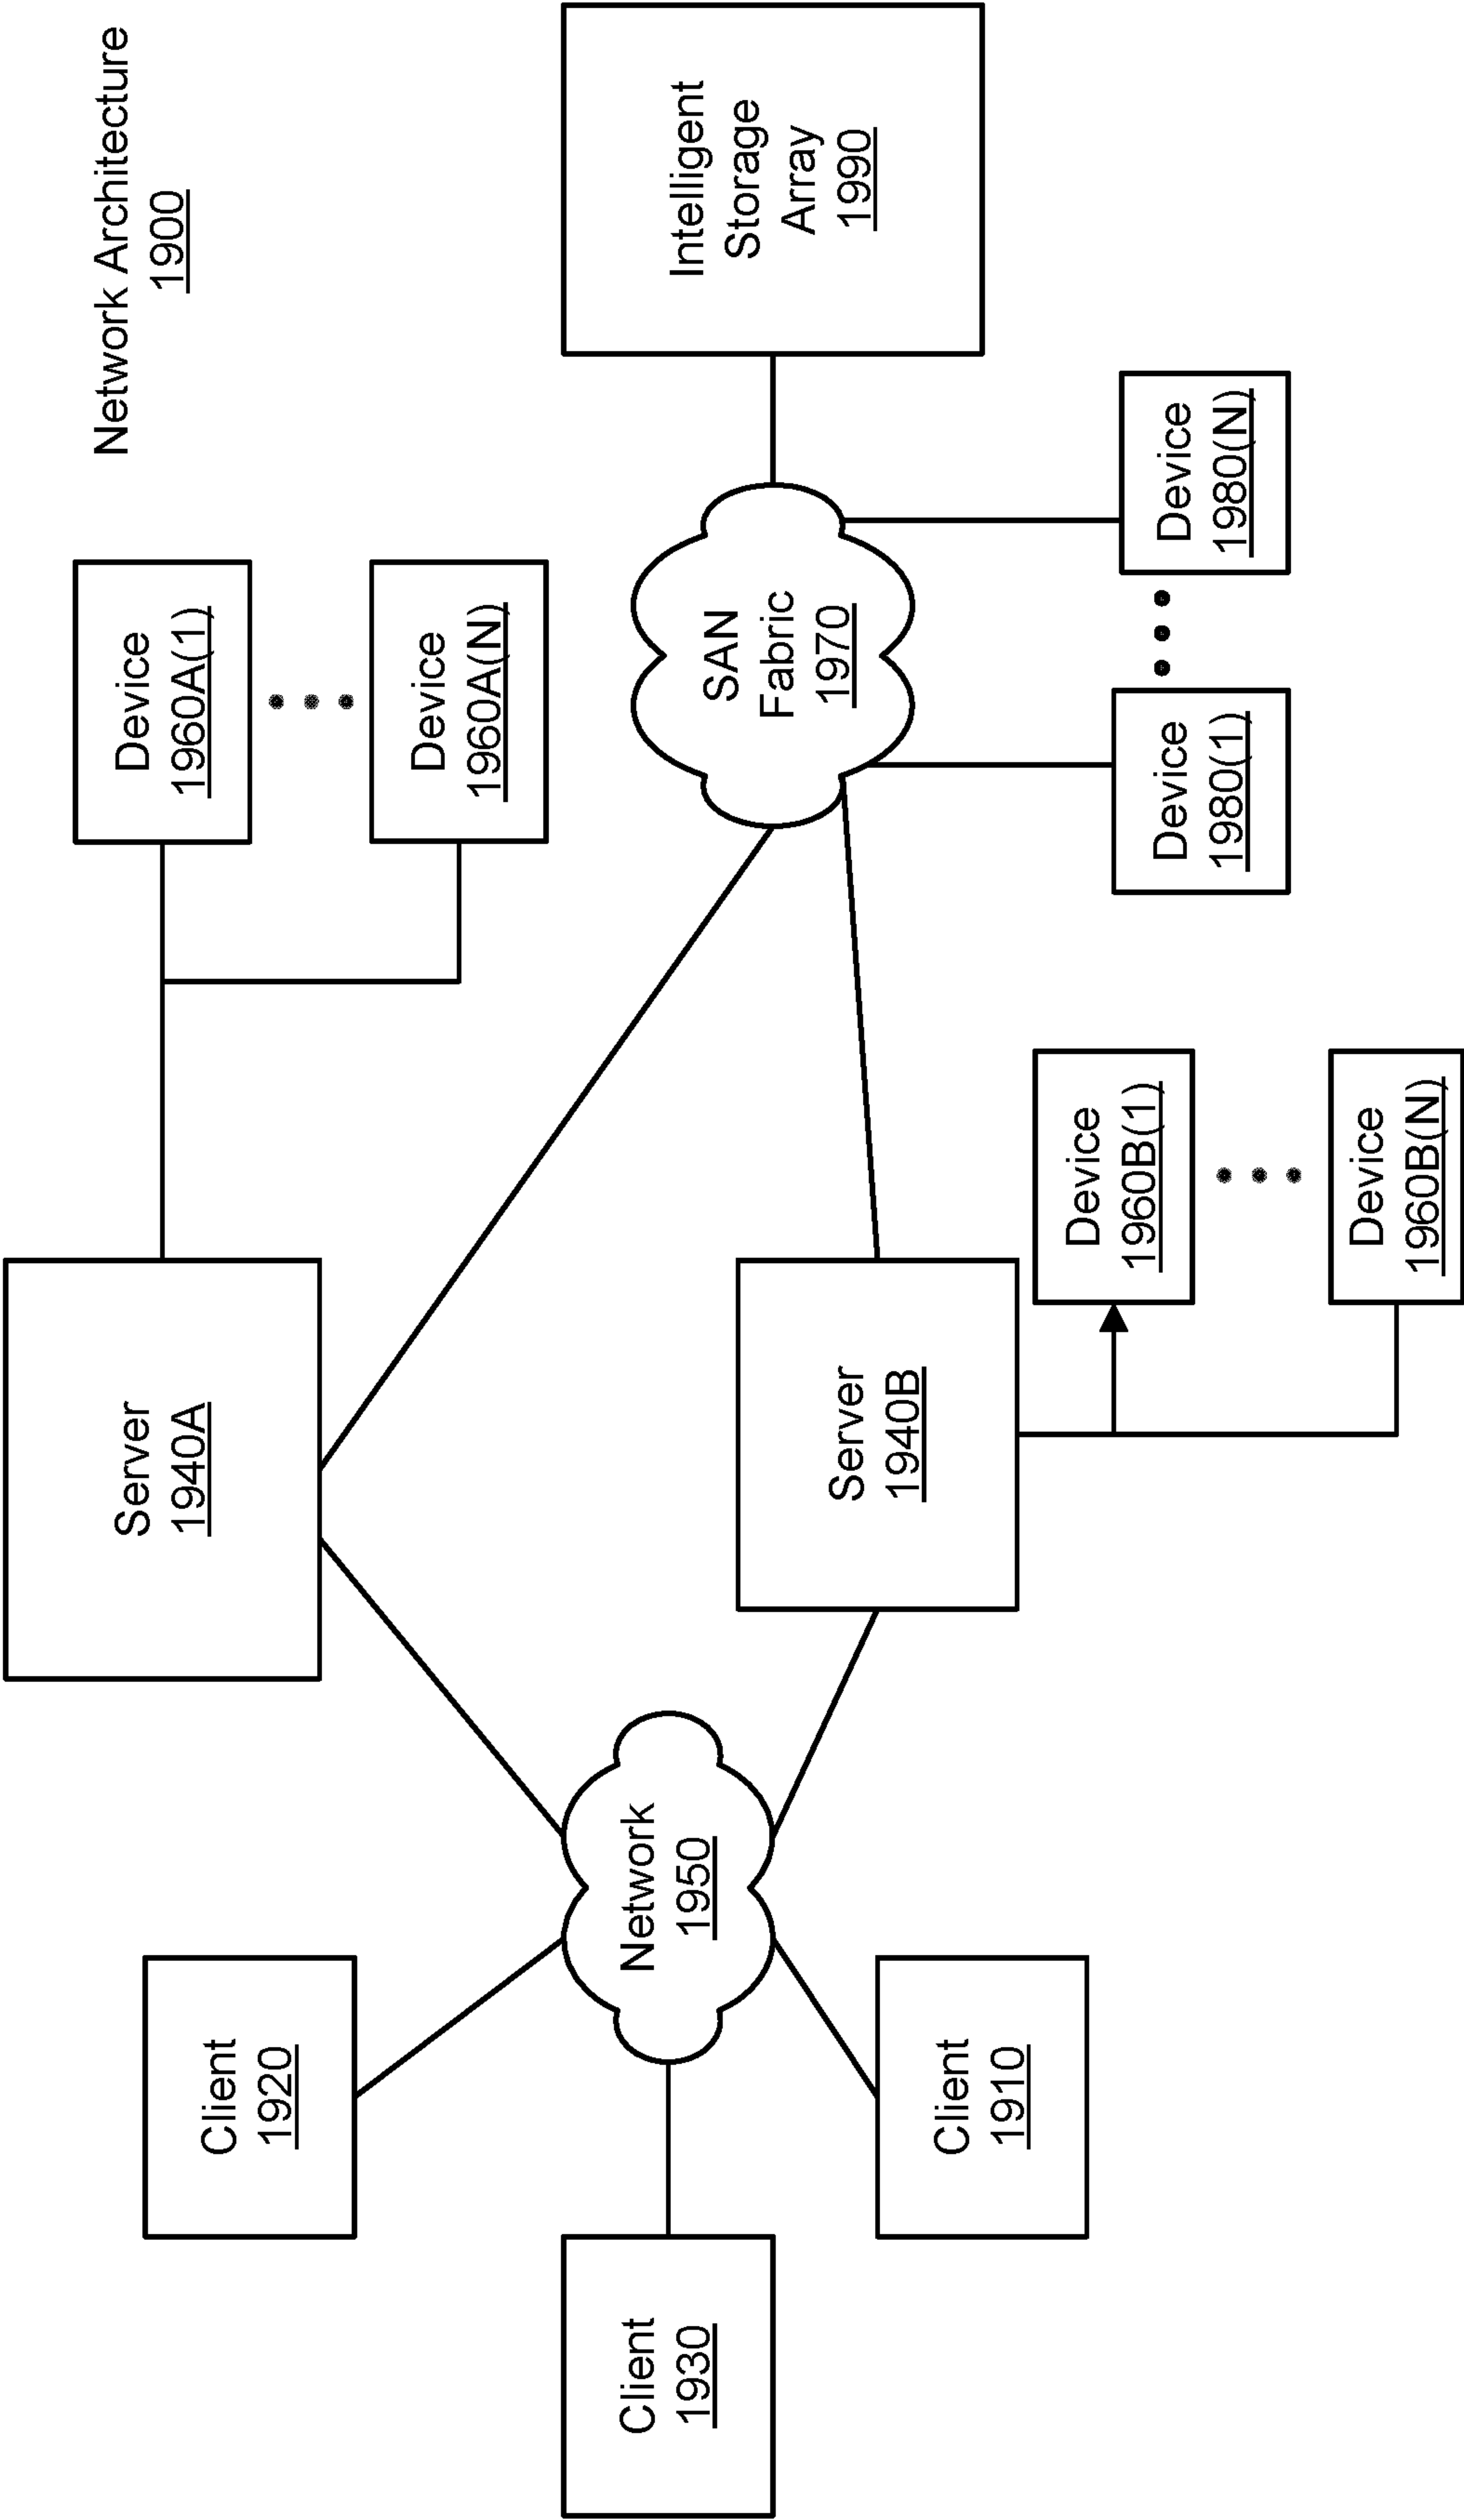 Network Architecture
1900
Device
1960A(1)
Device
1960A(N)
Server
1940A
Client
1920
Client
1930
Network
1950
SAN
Fabric
1970
Intelligent
Storage
Array
1990
Server
1940B
Client
1910
Device
1960B(1)
Device
1960B(N)
Device
1980(1)
Device
1980(N)